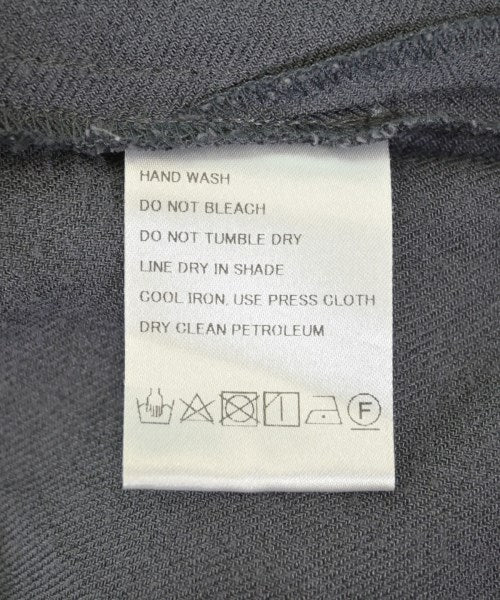 HAND WASH
DO NOT BLEACH
DO NOT TUMBLE DRY
LINE DRY IN SHADE
COOL IRON, USE PRESS CLOTH
DRY CLEAN PETROLEUM
F